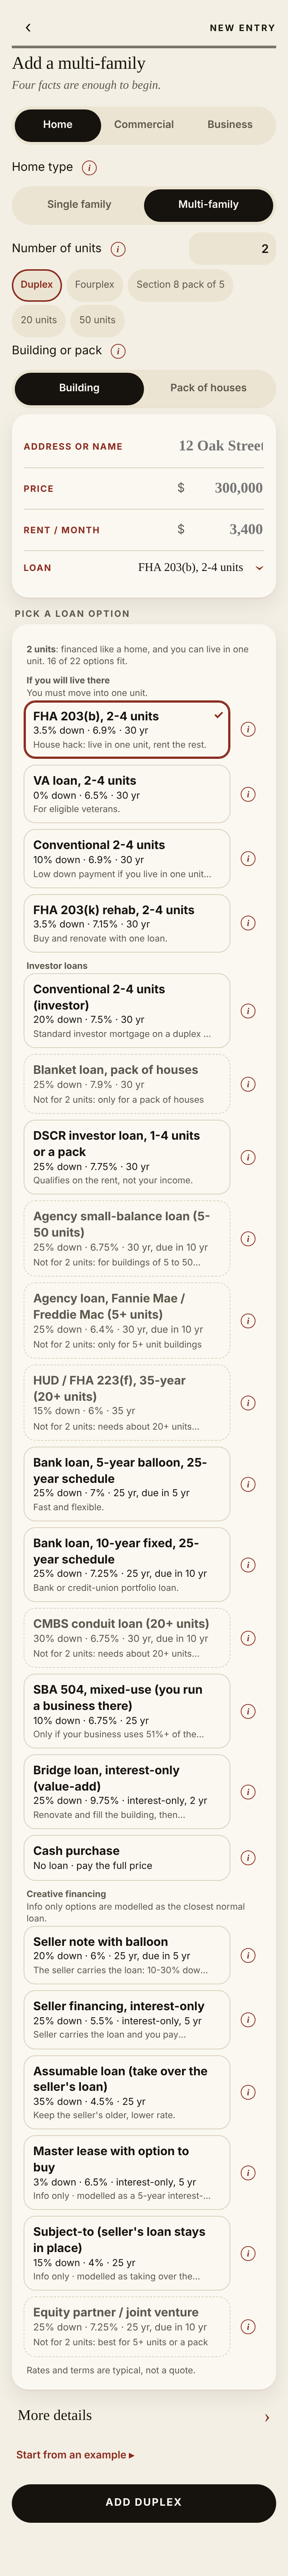 NEW ENTRY
Add a multi-family
Four facts are enough to begin.
Home Commercial Business
Home type i
Single family Multi-family
Number of units i 2
Duplex Fourplex Section 8 pack of 5
20 units 50 units
Building or pack i
Building Pack of houses
ADDRESS OR NAME 12 Oak Street
PRICE $ 300,000
RENT / MONTH $ 3,400
LOAN FHA 203(b), 2-4 units
PICK A LOAN OPTION
2 units: financed like a home, and you can live in one
unit. 16 of 22 options fit.
If you will live there
You must move into one unit.
FHA 203(b), 2-4 units
3.5% down · 6.9% · 30 yr
House hack: live in one unit, rent the rest.
i
VA loan, 2-4 units
0% down · 6.5% · 30 yr
For eligible veterans.
i
Conventional 2-4 units
10% down · 6.9% · 30 yr
Low down payment if you live in one unit...
i
FHA 203(k) rehab, 2-4 units
3.5% down · 7.15% · 30 yr
Buy and renovate with one loan.
i
Investor loans
Conventional 2-4 units
(investor)
20% down · 7.5% · 30 yr
Standard investor mortgage on a duplex ...
i
Blanket loan, pack of houses
25% down · 7.9% · 30 yr
Not for 2 units: only for a pack of houses
i
DSCR investor loan, 1-4 units
or a pack
25% down · 7.75% · 30 yr
Qualifies on the rent, not your income.
i
Agency small-balance loan (5-
50 units)
25% down · 6.75% · 30 yr, due in 10 yr
Not for 2 units: for buildings of 5 to 50...
i
Agency loan, Fannie Mae /
Freddie Mac (5+ units)
25% down · 6.4% · 30 yr, due in 10 yr
Not for 2 units: only for 5+ unit buildings
i
HUD / FHA 223(f), 35-year
(20+ units)
15% down · 6% · 35 yr
Not for 2 units: needs about 20+ units...
i
Bank loan, 5-year balloon, 25-
year schedule
25% down · 7% · 25 yr, due in 5 yr
Fast and flexible.
i
Bank loan, 10-year fixed, 25-
year schedule
25% down · 7.25% · 25 yr, due in 10 yr
Bank or credit-union portfolio loan.
i
CMBS conduit loan (20+ units)
30% down · 6.75% · 30 yr, due in 10 yr
Not for 2 units: needs about 20+ units...
i
SBA 504, mixed-use (you run
a business there)
10% down · 6.75% · 25 yr
Only if your business uses 51%+ of the...
i
Bridge loan, interest-only
(value-add)
25% down · 9.75% · interest-only, 2 yr
Renovate and fill the building, then...
i
Cash purchase
No loan · pay the full price
i
Creative financing
Info only options are modelled as the closest normal
loan.
Seller note with balloon
20% down · 6% · 25 yr, due in 5 yr
The seller carries the loan: 10-30% dow...
i
Seller financing, interest-only
25% down · 5.5% · interest-only, 5 yr
Seller carries the loan and you pay...
i
Assumable loan (take over the
seller's loan)
35% down · 4.5% · 25 yr
Keep the seller's older, lower rate.
i
Master lease with option to
buy
3% down · 6.5% · interest-only, 5 yr
Info only · modelled as a 5-year interest-...
i
Subject-to (seller's loan stays
in place)
15% down · 4% · 25 yr
Info only · modelled as taking over the...
i
Equity partner / joint venture
25% down · 7.25% · 25 yr, due in 10 yr
Not for 2 units: best for 5+ units or a pack
i
Rates and terms are typical, not a quote.
More details
Start from an example ▸
ADD DUPLEX